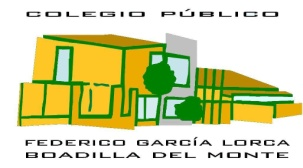 COLEGIO PÚBLICO
FEDERICO GARCÍA LORCA
BOADILLA DEL MONTE